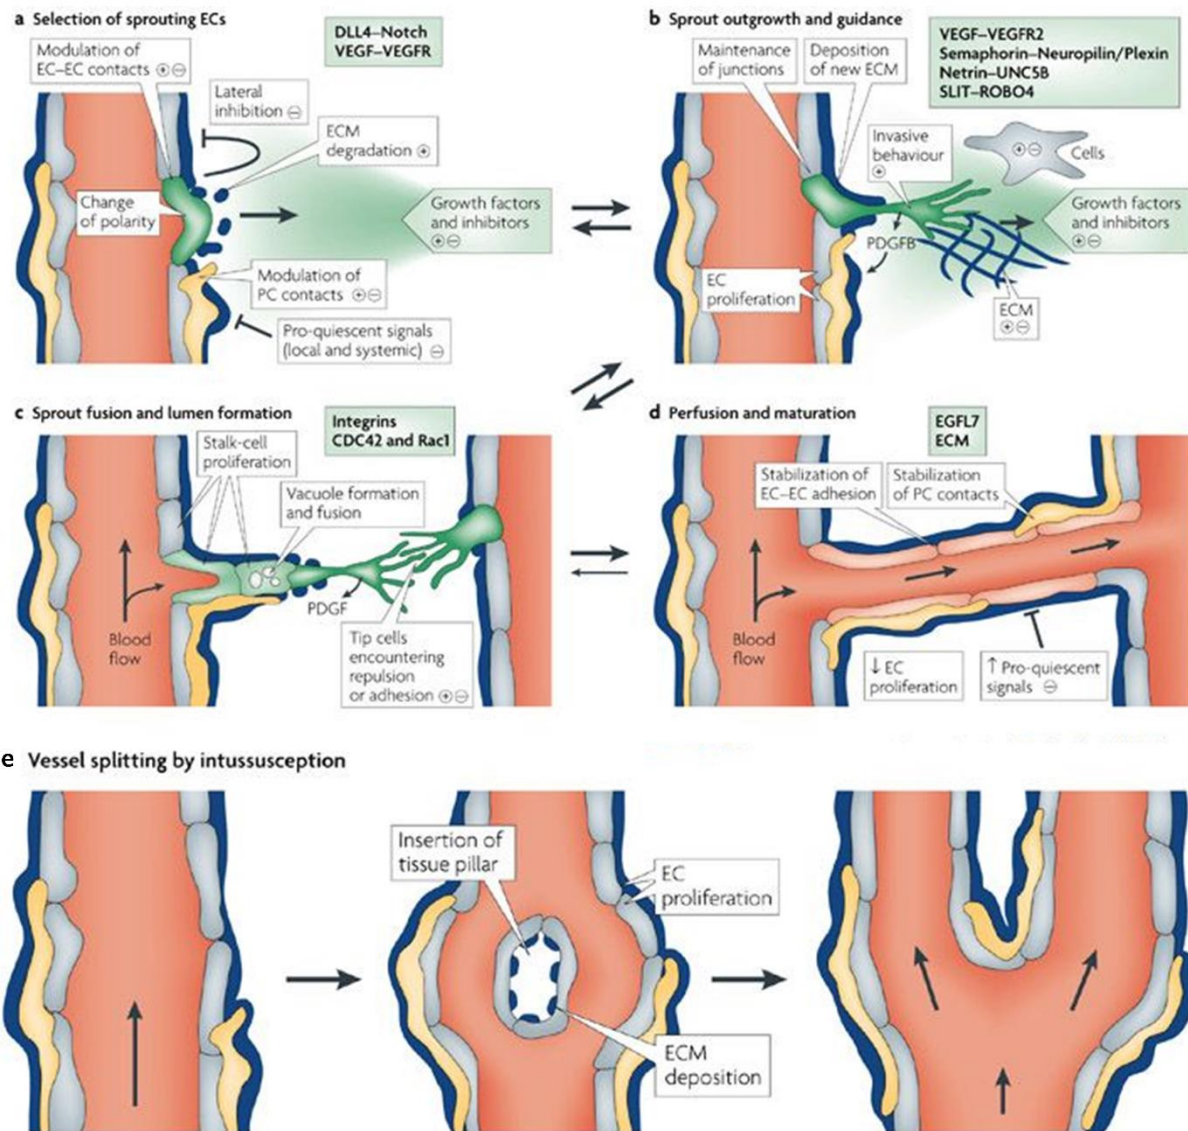 a Selection of sprouting ECs
DLL4–Notch
VEGF–VEGFR
Modulation of
EC–EC contacts ⊕⊖
Lateral
inhibition ⊖
ECM
degradation ⊕
Change
of polarity
Growth factors
and inhibitors
⊕⊖
Modulation of
PC contacts ⊕⊖
Pro-quiescent signals
(local and systemic) ⊖
b Sprout outgrowth and guidance
VEGF–VEGFR2
Semaphorin–Neuropilin/Plexin
Netrin–UNC5B
SLIT–ROBO4
Maintenance
of junctions
Deposition
of new ECM
Invasive
behaviour
⊕
⊕⊖
Cells
Growth factors
and inhibitors
⊕⊖
PDGFB
EC
proliferation
ECM
⊕⊖
c Sprout fusion and lumen formation
Integrins
CDC42 and Rac1
Stalk-cell
proliferation
Vacuole formation
and fusion
PDGF
Blood
flow
Tip cells
encountering
repulsion
or adhesion ⊕⊖
d Perfusion and maturation
EGFL7
ECM
Stabilization of
EC–EC adhesion
Stabilization
of PC contacts
Blood
flow
↓ EC
proliferation
↑ Pro-quiescent
signals ⊖
e Vessel splitting by intussusception
Insertion of
tissue pillar
EC
proliferation
ECM
deposition